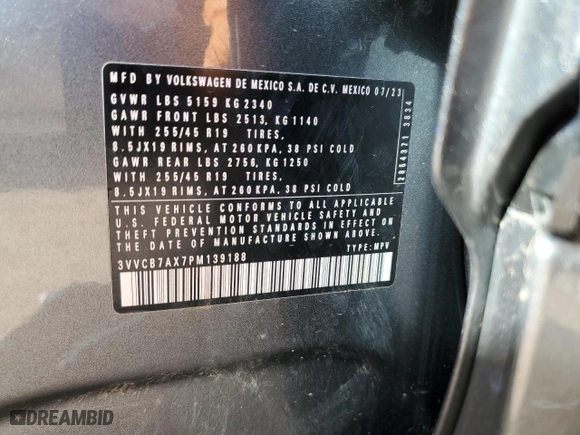 MFD BY VOLKSWAGEN DE MEXICO S.A. DE C.V. MEXICO 07/23
GVWR LBS 5159 KG 2340
GAWR FRONT LBS 2513, KG 1140
WITH 255/45 R19 TIRES,
8.5JX19 RIMS, AT 260 KPA, 38 PSI COLD
GAWR REAR LBS 2756, KG 1250
WITH 255/45 R19 TIRES,
8.5JX19 RIMS, AT 260 KPA, 38 PSI COLD
THIS VEHICLE CONFORMS TO ALL APPLICABLE
U.S. FEDERAL MOTOR VEHICLE SAFETY AND
THEFT PREVENTION STANDARDS IN EFFECT ON
THE DATE OF MANUFACTURE SHOWN ABOVE.
3VVCB7AX7PM139188 TYPE: MPV
2864371 3834
DREAMBID